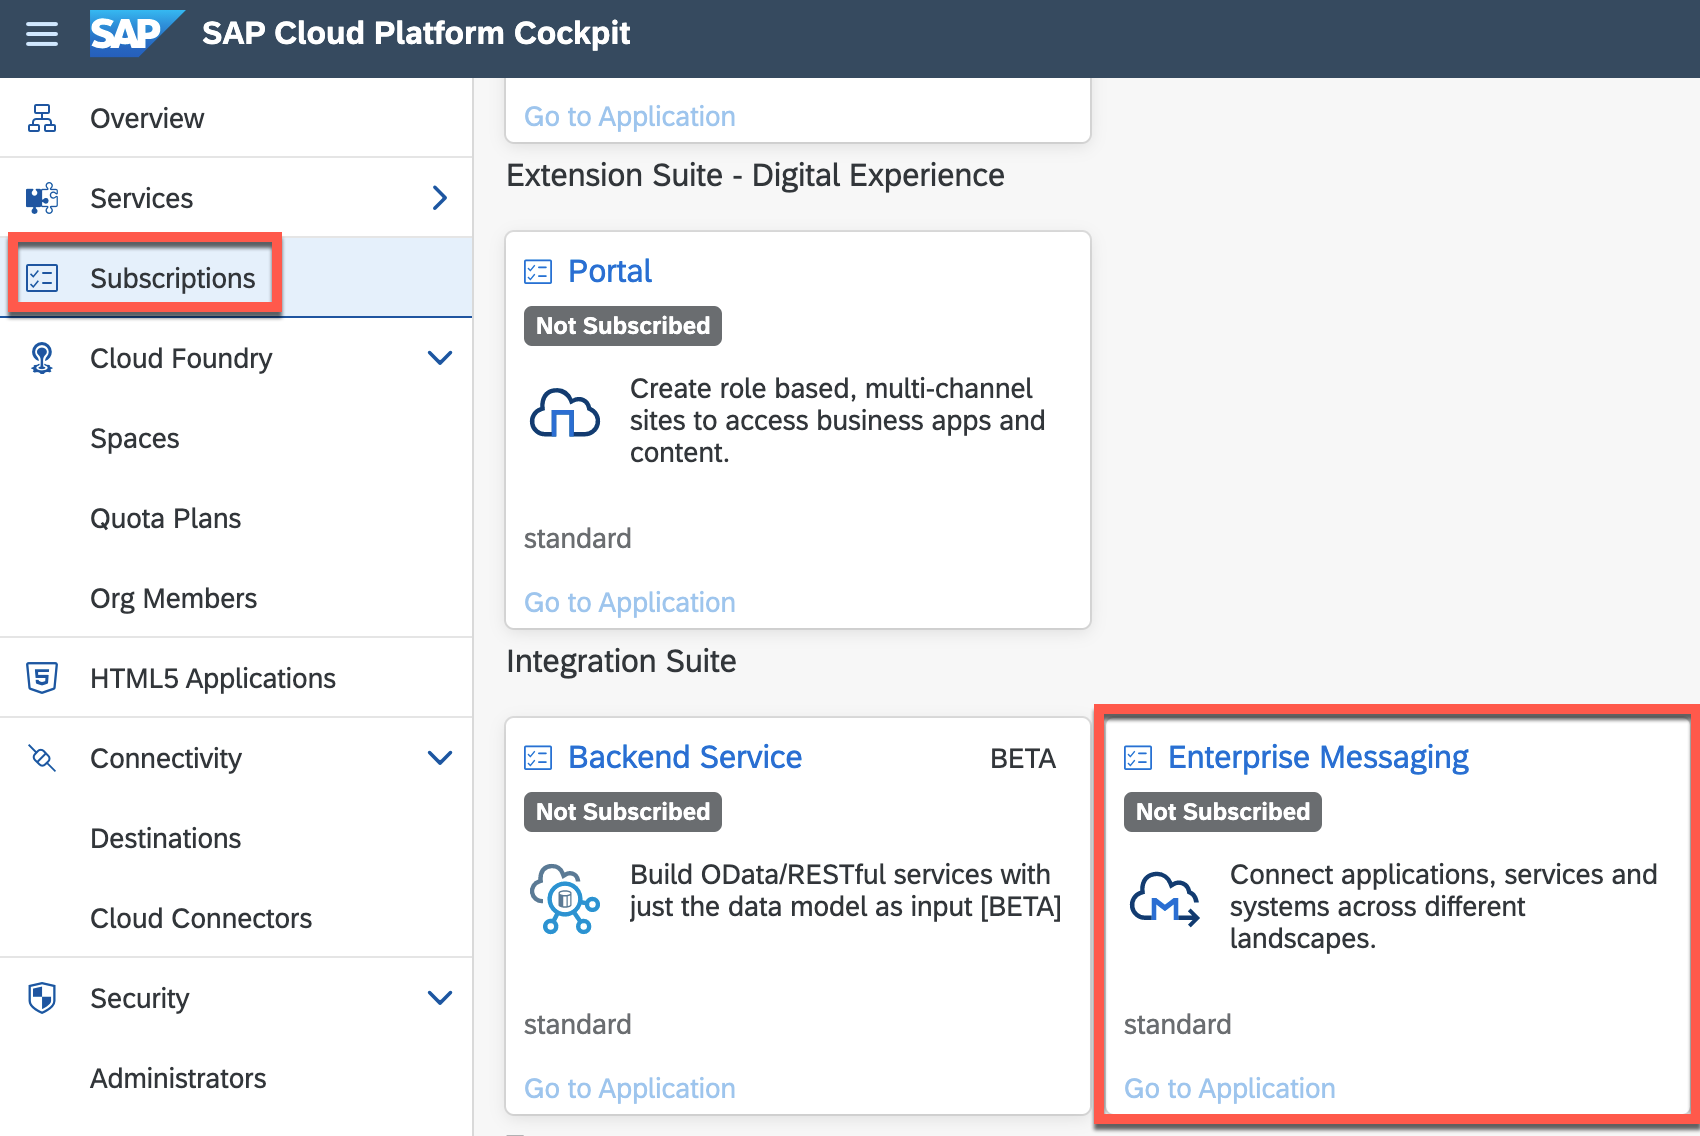 SAP SAP Cloud Platform Cockpit
Overview
Services
Subscriptions
Cloud Foundry
Spaces
Quota Plans
Org Members
HTML5 Applications
Connectivity
Destinations
Cloud Connectors
Security
Administrators
Go to Application
Extension Suite - Digital Experience
Portal
Not Subscribed
Create role based, multi-channel
sites to access business apps and
content.
standard
Go to Application
Integration Suite
Backend Service BETA
Not Subscribed
Build OData/RESTful services with
just the data model as input [BETA]
standard
Go to Application
Enterprise Messaging
Not Subscribed
Connect applications, services and
systems across different
landscapes.
standard
Go to Application